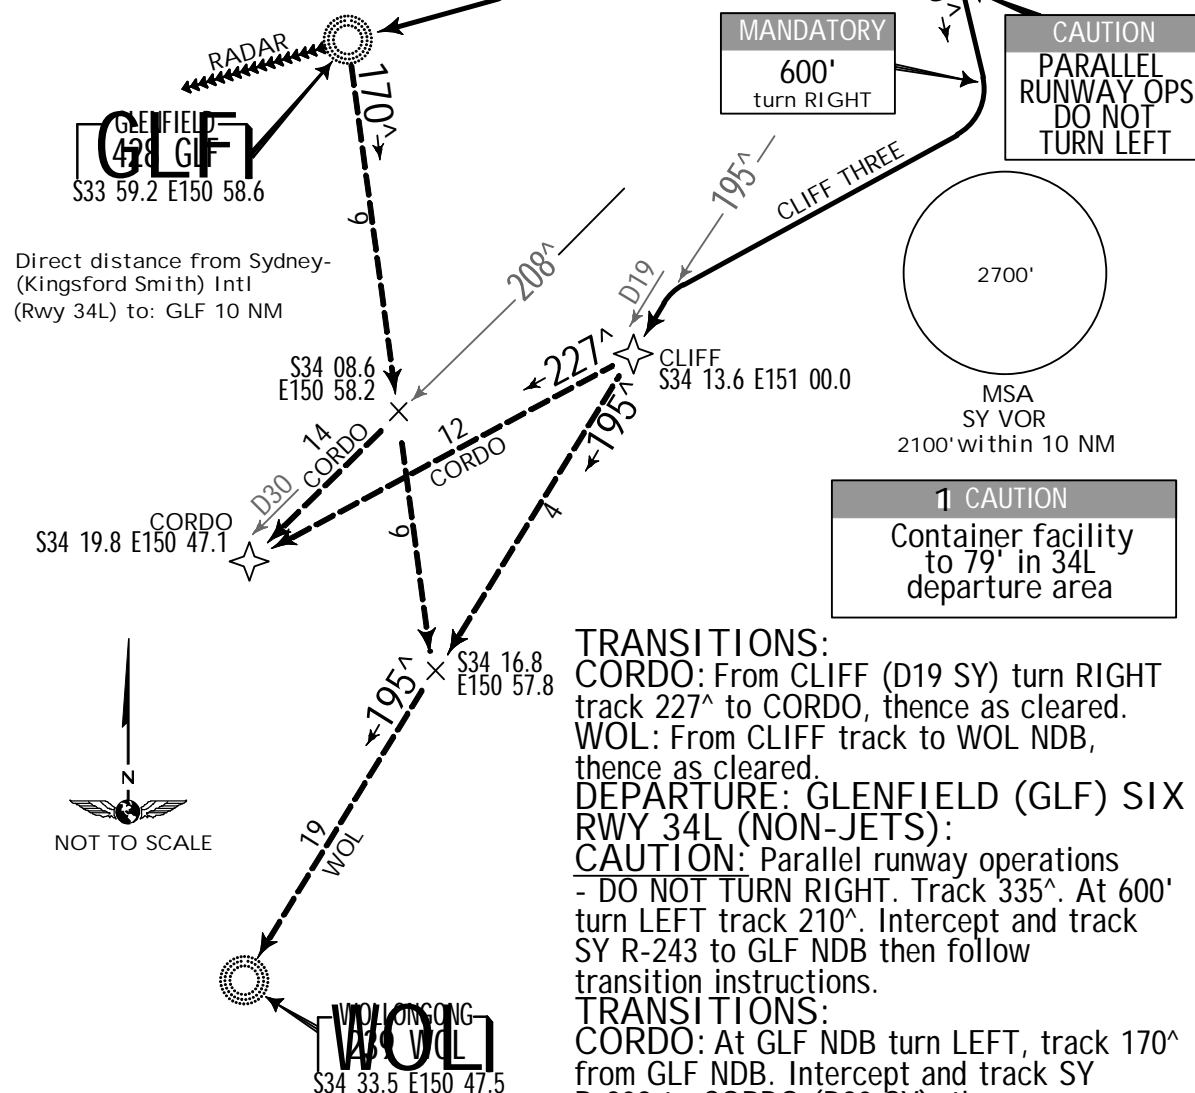 RADAR
170^
GLENFIELD
428 GLF
GLF
S33 59.2 E150 58.6
9
Direct distance from Sydney-
(Kingsford Smith) Intl
(Rwy 34L) to: GLF 10 NM
MANDATORY
600'
turn RIGHT
CAUTION
PARALLEL
RUNWAY OPS
DO NOT
TURN LEFT
195^
CLIFF THREE
208^
D19
2700'
MSA
SY VOR
2100' within 10 NM
S34 08.6
E150 58.2
227^
CLIFF
S34 13.6 E151 00.0
195^
14
CORDO
12
CORDO
D30
CORDO
S34 19.8 E150 47.1
9
4
1 CAUTION
Container facility
to 79' in 34L
departure area
S34 16.8
E150 57.8
195^
N
NOT TO SCALE
19
WOL
WOLLONGONG
239 WOL
WOL
S34 33.5 E150 47.5
TRANSITIONS:
CORDO: From CLIFF (D19 SY) turn RIGHT
track 227^ to CORDO, thence as cleared.
WOL: From CLIFF track to WOL NDB,
thence as cleared.
DEPARTURE: GLENFIELD (GLF) SIX
RWY 34L (NON-JETS):
CAUTION: Parallel runway operations
- DO NOT TURN RIGHT. Track 335^. At 600'
turn LEFT track 210^. Intercept and track
SY R-243 to GLF NDB then follow
transition instructions.
TRANSITIONS:
CORDO: At GLF NDB turn LEFT, track 170^
from GLF NDB. Intercept and track SY